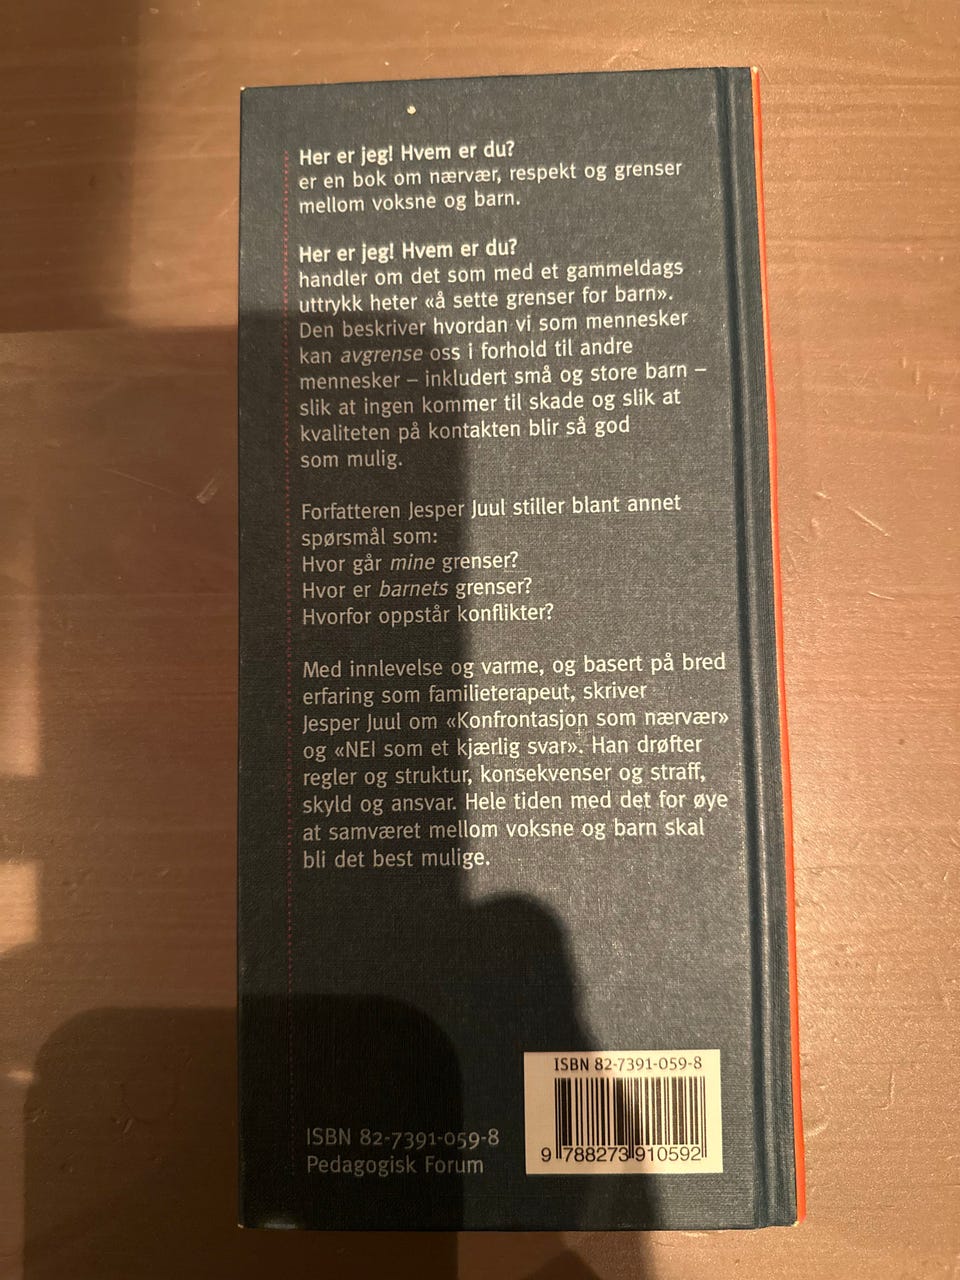 Her er jeg! Hvem er du?
er en bok om nærvær, respekt og grenser
mellom voksne og barn.
Her er jeg! Hvem er du?
handler om det som med et gammeldags
uttrykk heter «å sette grenser for barn».
Den beskriver hvordan vi som mennesker
kan avgrense oss i forhold til andre
mennesker – inkludert små og store barn –
slik at ingen kommer til skade og slik at
kvaliteten på kontakten blir så god
som mulig.
Forfatteren Jesper Juul stiller blant annet
spørsmål som:
Hvor går mine grenser?
Hvor er barnets grenser?
Hvorfor oppstår konflikter?
Med innlevelse og varme, og basert på bred
erfaring som familieterapeut, skriver
Jesper Juul om «Konfrontasjon som nærvær»
og «NEI som et kjærlig svar». Han drøfter
regler og struktur, konsekvenser og straff,
skyld og ansvar. Hele tiden med det for øye
at samværet mellom voksne og barn skal
bli det best mulige.
ISBN 82-7391-059-8
Pedagogisk Forum
ISBN 82-7391-059-8
9 788273 910592